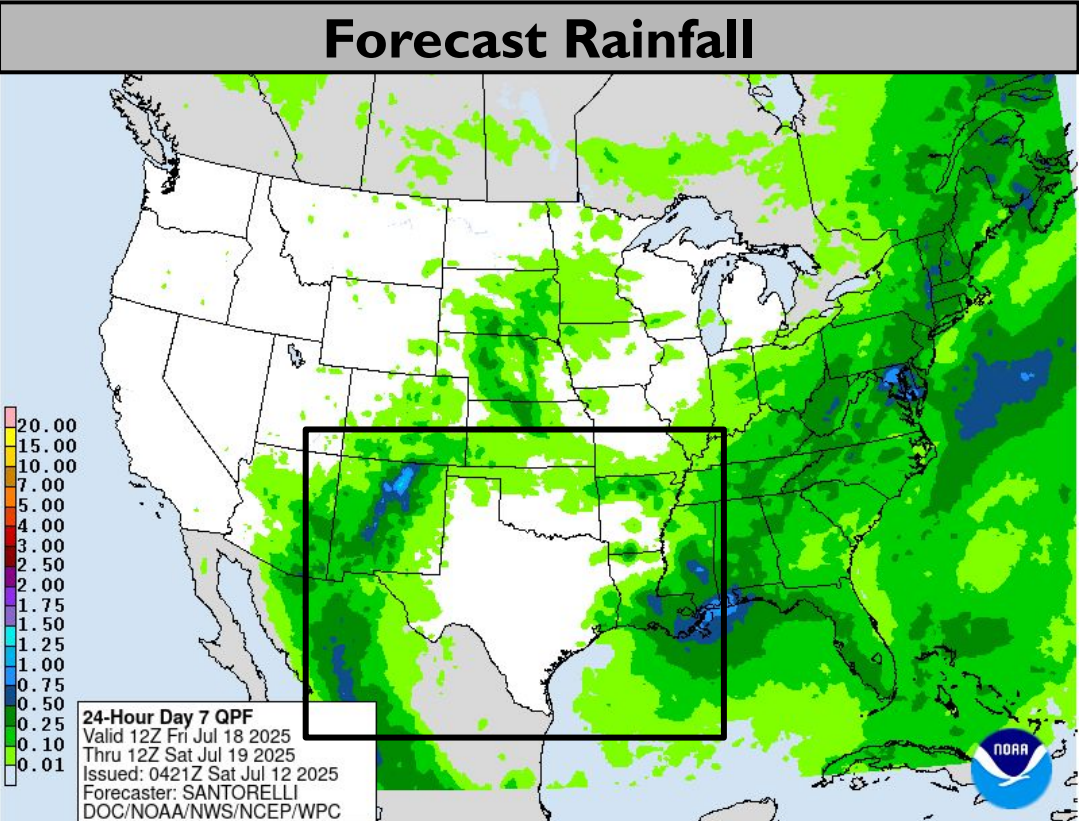 Forecast Rainfall
20.00
15.00
10.00
7.00
5.00
4.00
3.00
2.50
2.00
1.75
1.50
1.25
1.00
0.75
0.50
0.25
0.10
0.01
24-Hour Day 7 QPF
Valid 12Z Fri Jul 18 2025
Thru 12Z Sat Jul 19 2025
Issued: 0421Z Sat Jul 12 2025
Forecaster: SANTORELLI
DOC/NOAA/NWS/NCEP/WPC
NOAA